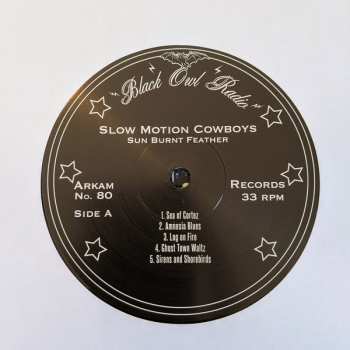 Black Owl Radio
SLOW MOTION COWBOYS
SUN BURNT FEATHER
ARKAM
NO. 80
SIDE A
RECORDS
33 RPM
1. Sea of Cortez
2. Amnesia Blues
3. Log on Fire
4. Ghost Town Waltz
5. Sirens and Shorebirds